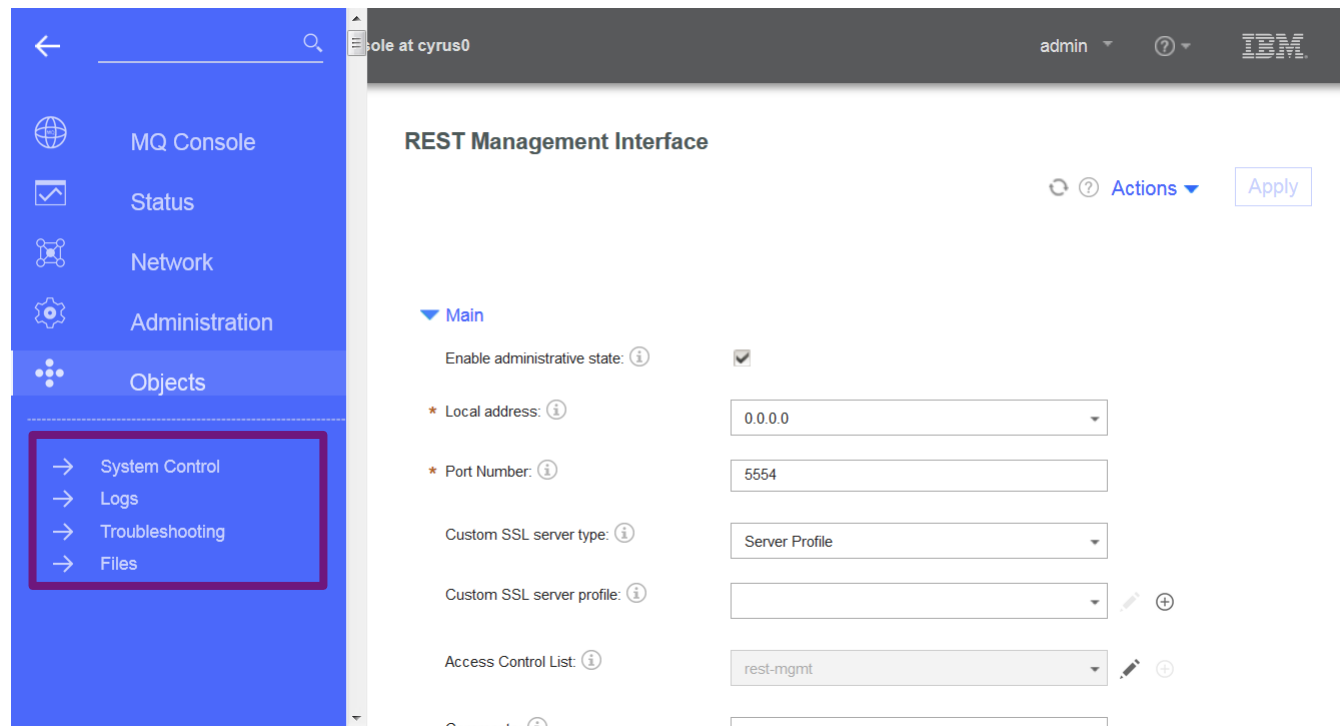 sole at cyrus0
admin
IBM
MQ Console
Status
Network
Administration
Objects
System Control
Logs
Troubleshooting
Files
REST Management Interface
Actions Apply
Main
Enable administrative state:
* Local address: 0.0.0.0
* Port Number: 5554
Custom SSL server type: Server Profile
Custom SSL server profile:
Access Control List: rest-mgmt